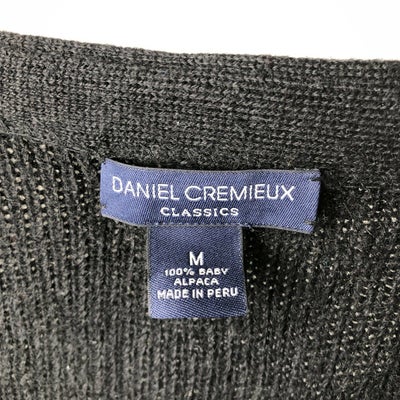 DANIEL CREMIEUX
CLASSICS
M
100% BABY
ALPACA
MADE IN PERU